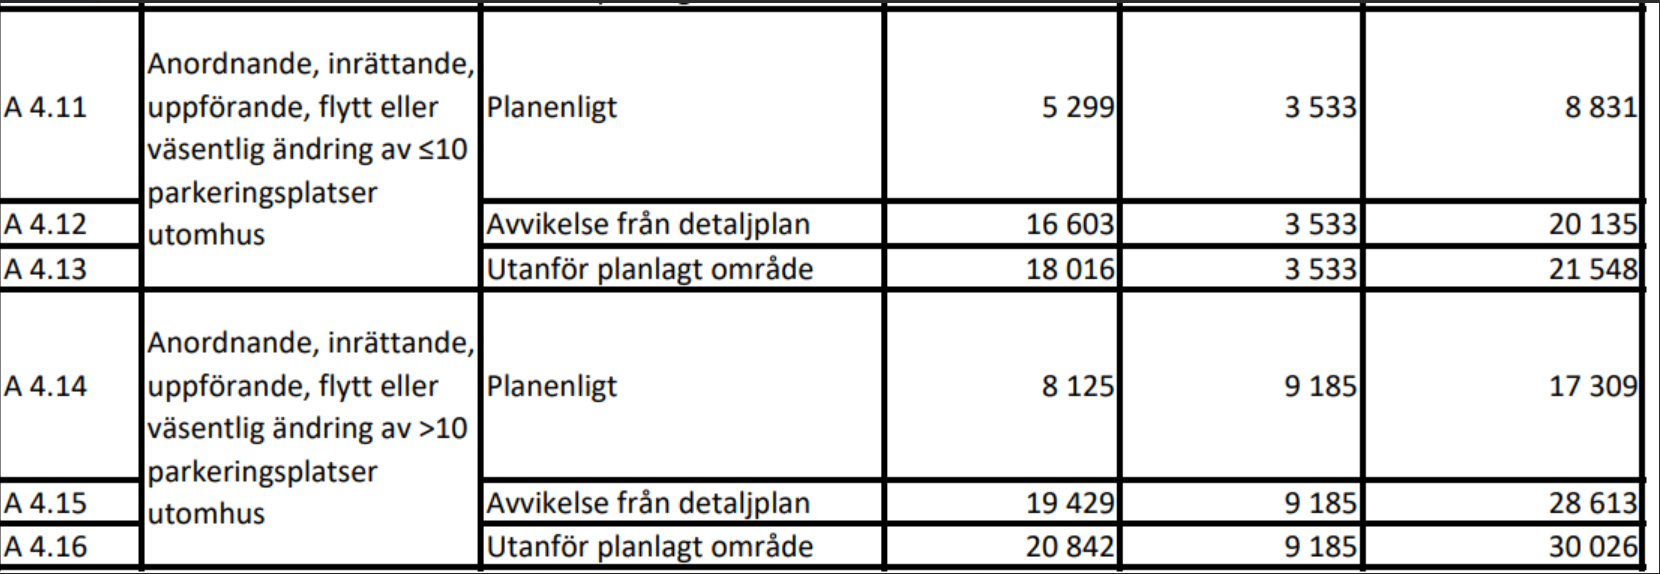 A 4.11
Anordnande, inrättande,
uppförande, flytt eller
väsentlig ändring av ≤10
parkeringsplatser
utomhus
Planenligt
5 299
3 533
8 831
A 4.12
Avvikelse från detaljplan
16 603
3 533
20 135
A 4.13
Utanför planlagt område
18 016
3 533
21 548
A 4.14
Anordnande, inrättande,
uppförande, flytt eller
väsentlig ändring av >10
parkeringsplatser
utomhus
Planenligt
8 125
9 185
17 309
A 4.15
Avvikelse från detaljplan
19 429
9 185
28 613
A 4.16
Utanför planlagt område
20 842
9 185
30 026